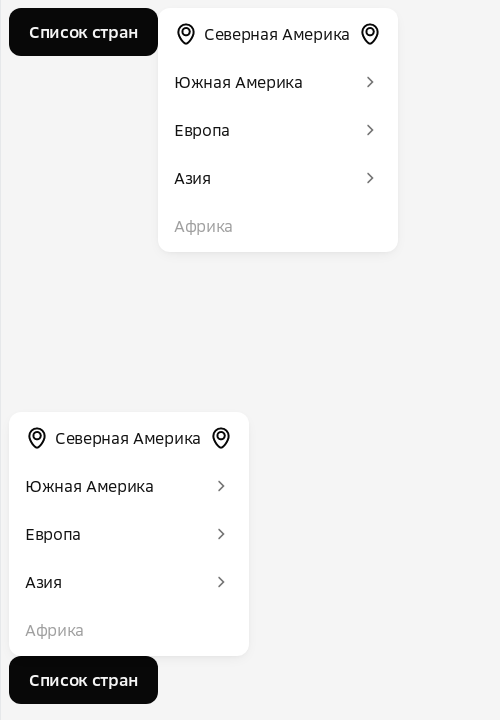 Список стран
Северная Америка
Южная Америка
Европа
Азия
Африка
Северная Америка
Южная Америка
Европа
Азия
Африка
Список стран